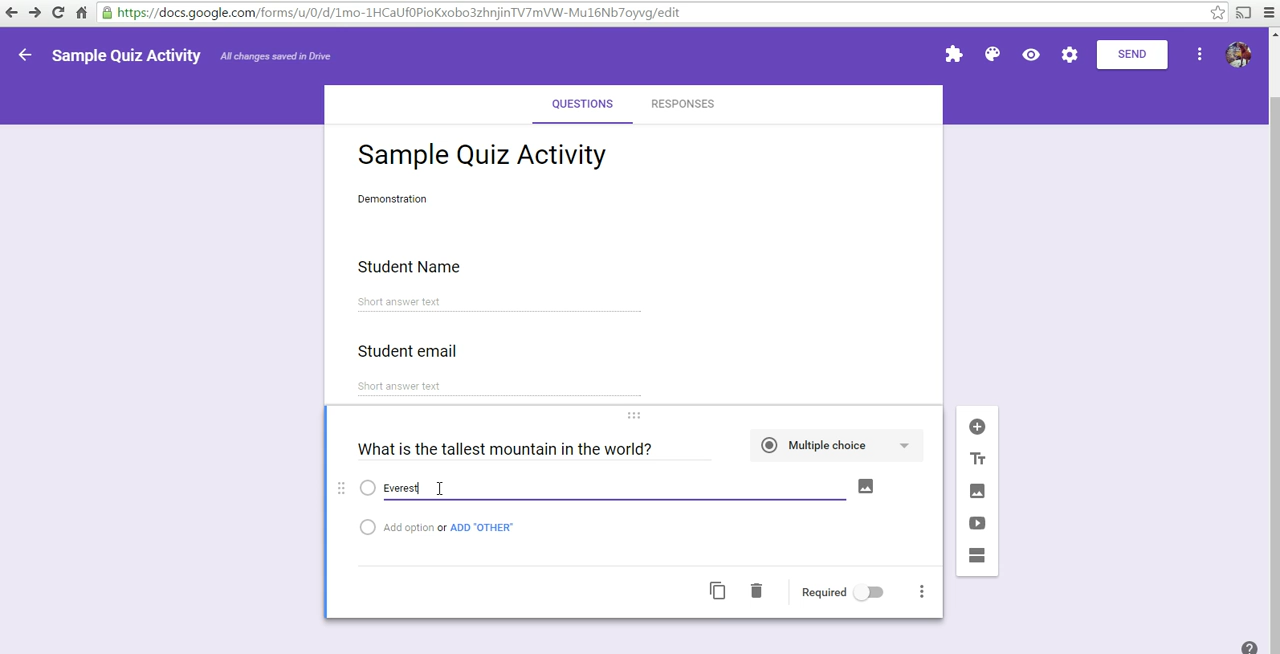 https://docs.google.com/forms/u/0/d/1mo-1HCaUf0PioKxobo3zhnjinTV7mVW-Mu16Nb7oyvg/edit
Sample Quiz Activity All changes saved in Drive SEND
QUESTIONS RESPONSES
Sample Quiz Activity
Demonstration
Student Name
Short answer text
Student email
Short answer text
What is the tallest mountain in the world? Multiple choice
Everest
Add option or ADD "OTHER"
Required